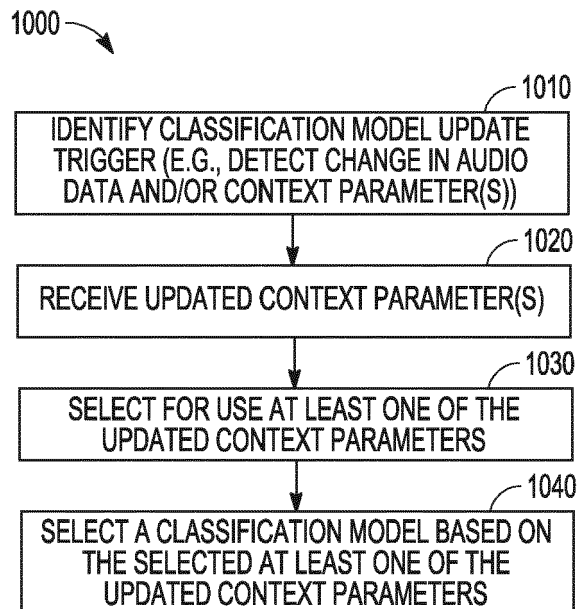 1000
1010
IDENTIFY CLASSIFICATION MODEL UPDATE
TRIGGER (E.G., DETECT CHANGE IN AUDIO
DATA AND/OR CONTEXT PARAMETER(S))
1020
RECEIVE UPDATED CONTEXT PARAMETER(S)
1030
SELECT FOR USE AT LEAST ONE OF THE
UPDATED CONTEXT PARAMETERS
1040
SELECT A CLASSIFICATION MODEL BASED ON
THE SELECTED AT LEAST ONE OF THE
UPDATED CONTEXT PARAMETERS